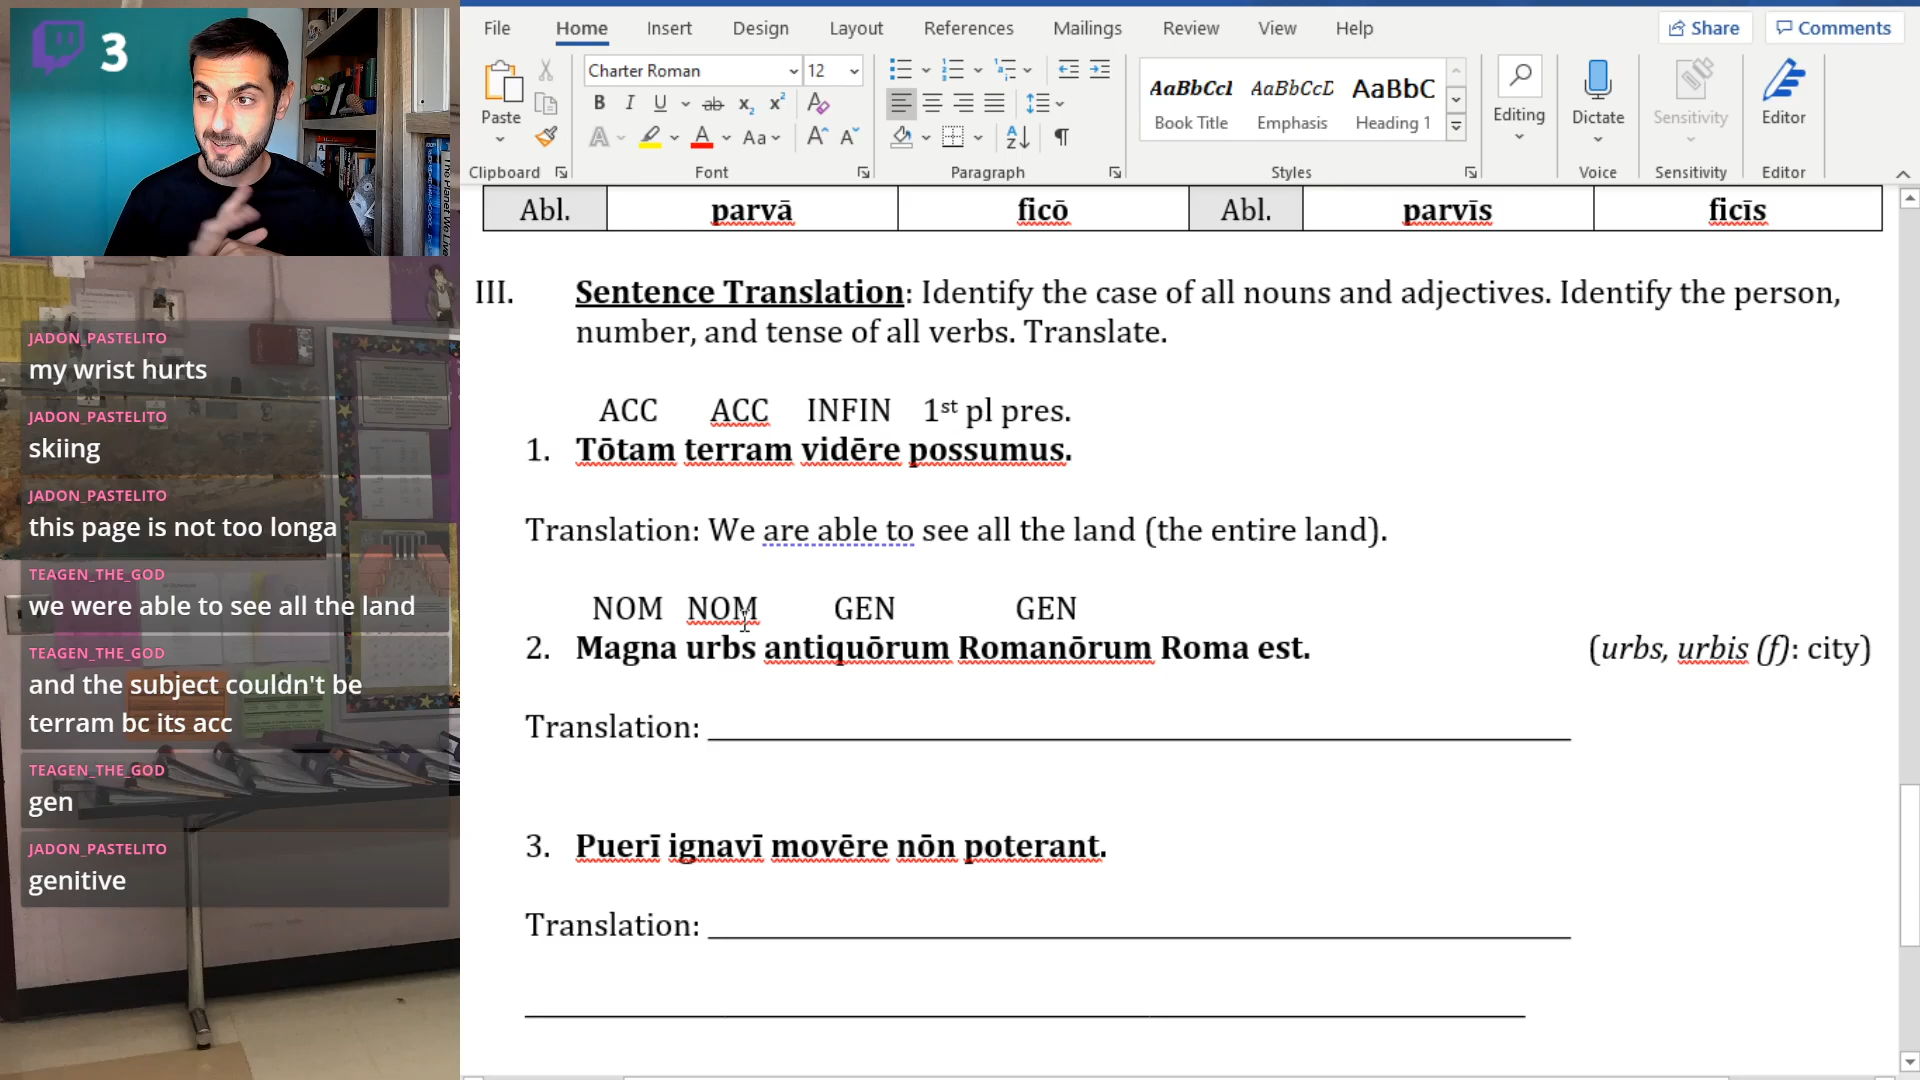 3
File Home Insert Design Layout References Mailings Review View Help Share Comments
Charter Roman 12
Paste
B I U ab x₂ x² A
A A Aa A A
AaBbCcI AaBbCcD AaBbC
Book Title Emphasis Heading 1
Editing Dictate Sensitivity Editor
Clipboard Font Paragraph Styles Voice Sensitivity Editor
Abl. parvā ficō Abl. parvīs ficīs
III. Sentence Translation: Identify the case of all nouns and adjectives. Identify the person,
number, and tense of all verbs. Translate.
ACC ACC INFIN 1st pl pres.
1. Tōtam terram vidēre possumus.
Translation: We are able to see all the land (the entire land).
NOM NOM GEN GEN
2. Magna urbs antiquōrum Romanōrum Roma est. (urbs, urbis (f): city)
Translation:
3. Puerī ignavī movēre nōn poterant.
Translation:
JADON_PASTELITO
my wrist hurts
JADON_PASTELITO
skiing
JADON_PASTELITO
this page is not too longa
TEAGEN_THE_GOD
we were able to see all the land
TEAGEN_THE_GOD
and the subject couldn't be
terram bc its acc
TEAGEN_THE_GOD
gen
JADON_PASTELITO
genitive